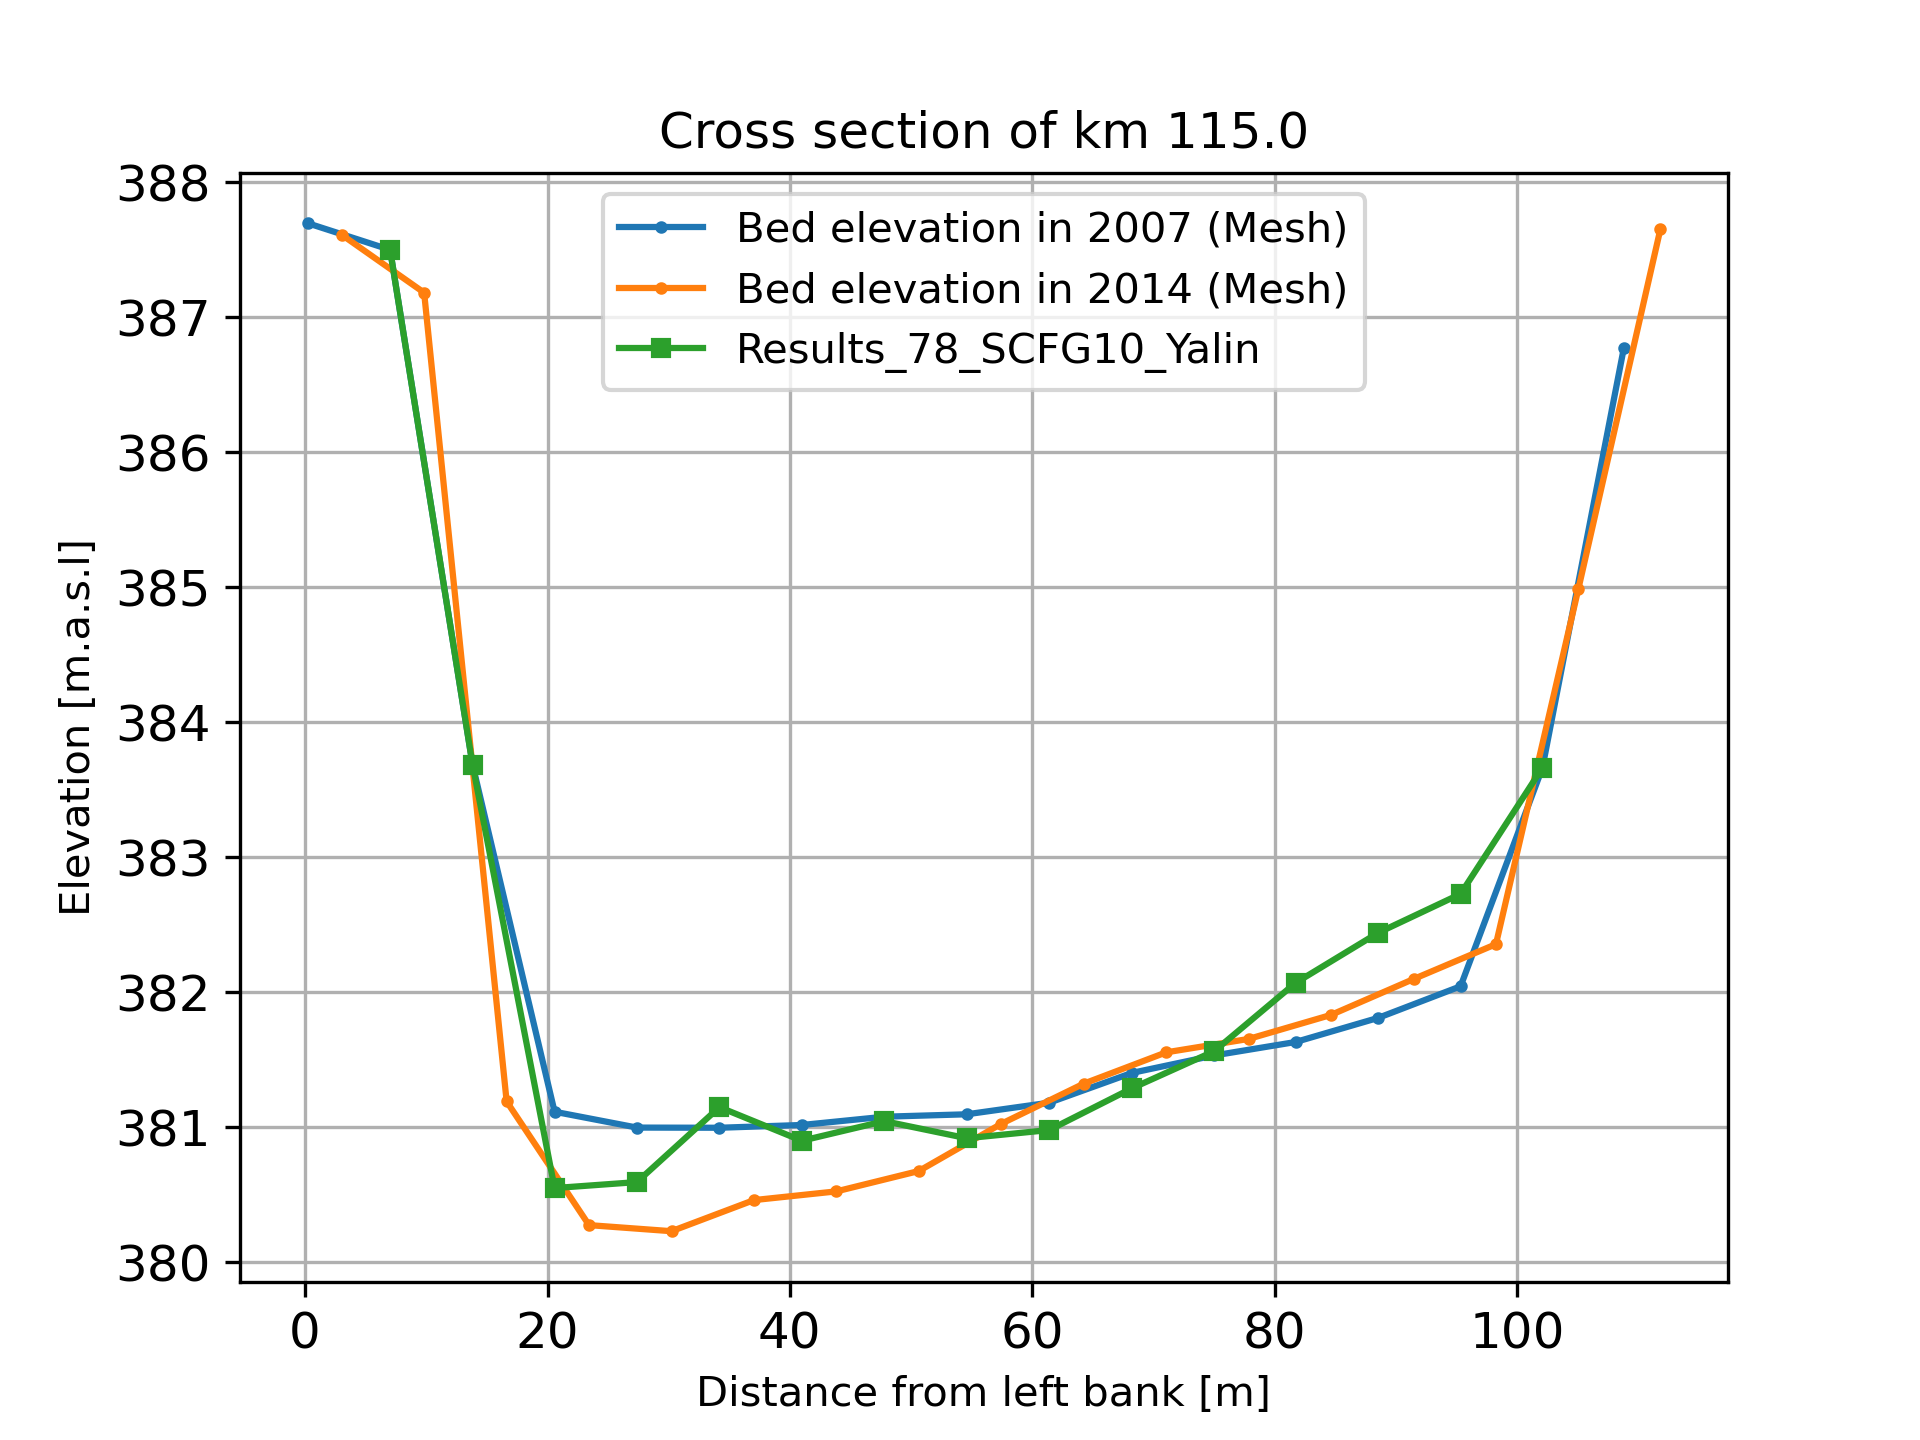 Cross section of km 115.0
388
387
386
385
384
383
382
381
380
Elevation [m.a.s.l]
Bed elevation in 2007 (Mesh)
Bed elevation in 2014 (Mesh)
Results_78_SCFG10_Yalin
0 20 40 60 80 100
Distance from left bank [m]